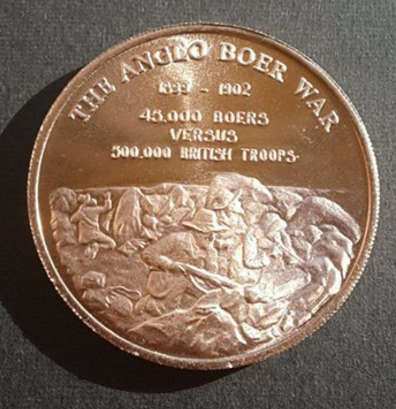 THE ANGLO BOER WAR
1899 - 1902
45,000 BOERS
VERSUS
500,000 BRITISH TROOPS